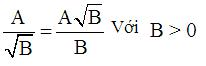 A/√B = A√B/B Với B > 0